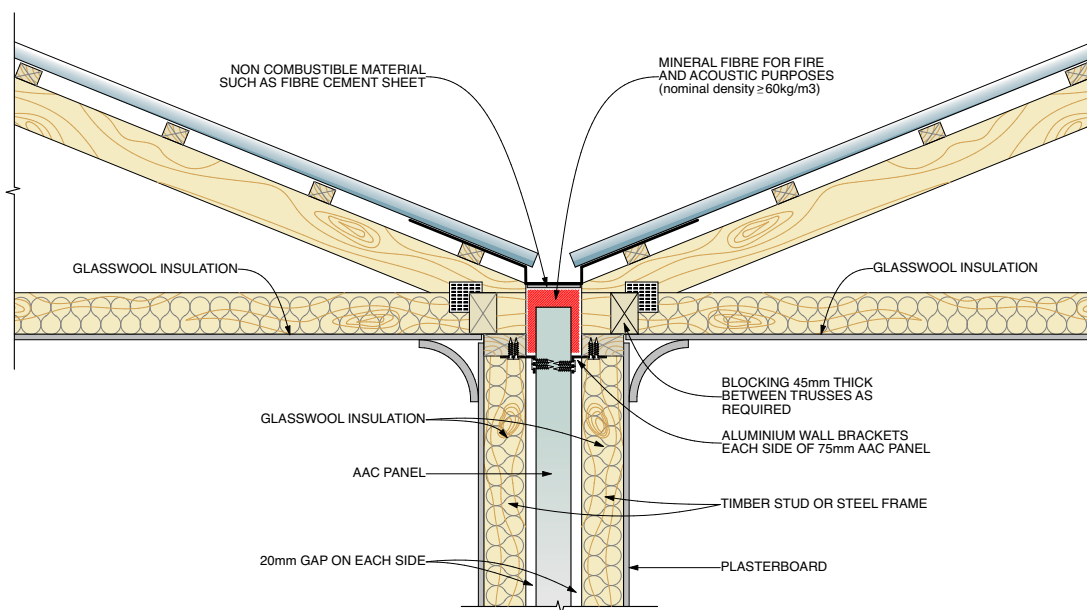 NON COMBUSTIBLE MATERIAL
SUCH AS FIBRE CEMENT SHEET
MINERAL FIBRE FOR FIRE
AND ACOUSTIC PURPOSES
(nominal density ≥60kg/m3)
GLASSWOOL INSULATION
GLASSWOOL INSULATION
BLOCKING 45mm THICK
BETWEEN TRUSSES AS
REQUIRED
GLASSWOOL INSULATION
ALUMINIUM WALL BRACKETS
EACH SIDE OF 75mm AAC PANEL
AAC PANEL
TIMBER STUD OR STEEL FRAME
20mm GAP ON EACH SIDE
PLASTERBOARD